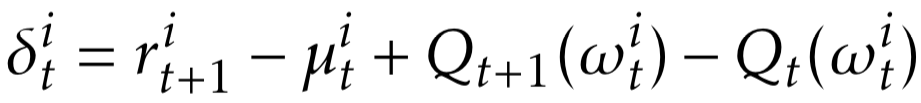 δ_t^i = r_{t+1}^i − μ_t^i + Q_{t+1}(ω_t^i) − Q_t(ω_t^i)